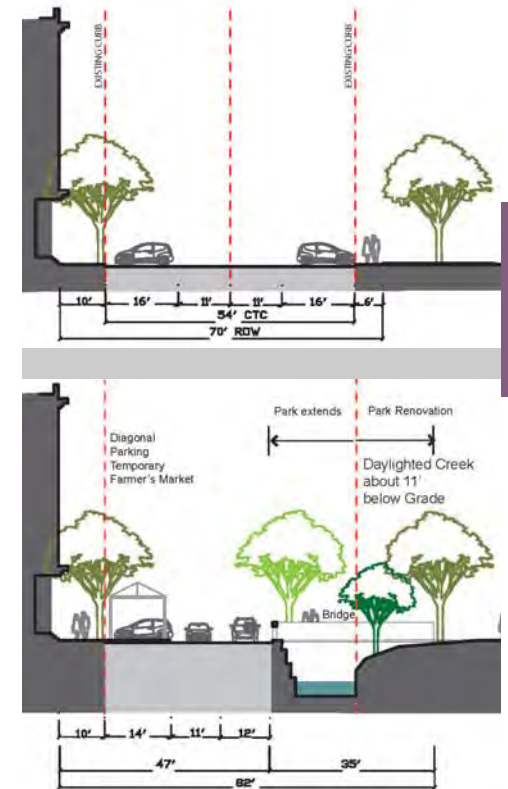 EXISTING CURB
EXISTING CURB
10' 16' 11' 11' 16' 6'
54' CTC
70' ROW
Park extends Park Renovation
Diagonal
Parking
Temporary
Farmer's Market
Daylighted Creek
about 11'
below Grade
Bridge
10' 14' 11' 12'
47' 35'
82'